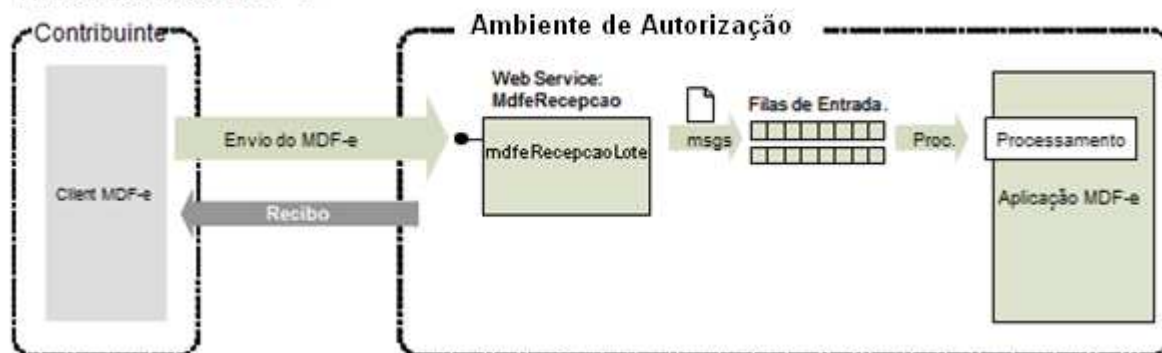 Contribuinte
Ambiente de Autorização
Web Service:
MdfeRecepcao
Filas de Entrada.
Envio do MDF-e
mdfeRecepcaoLote
msgs
Proc.
Processamento
Client MDF-e
Aplicação MDF-e
Recibo